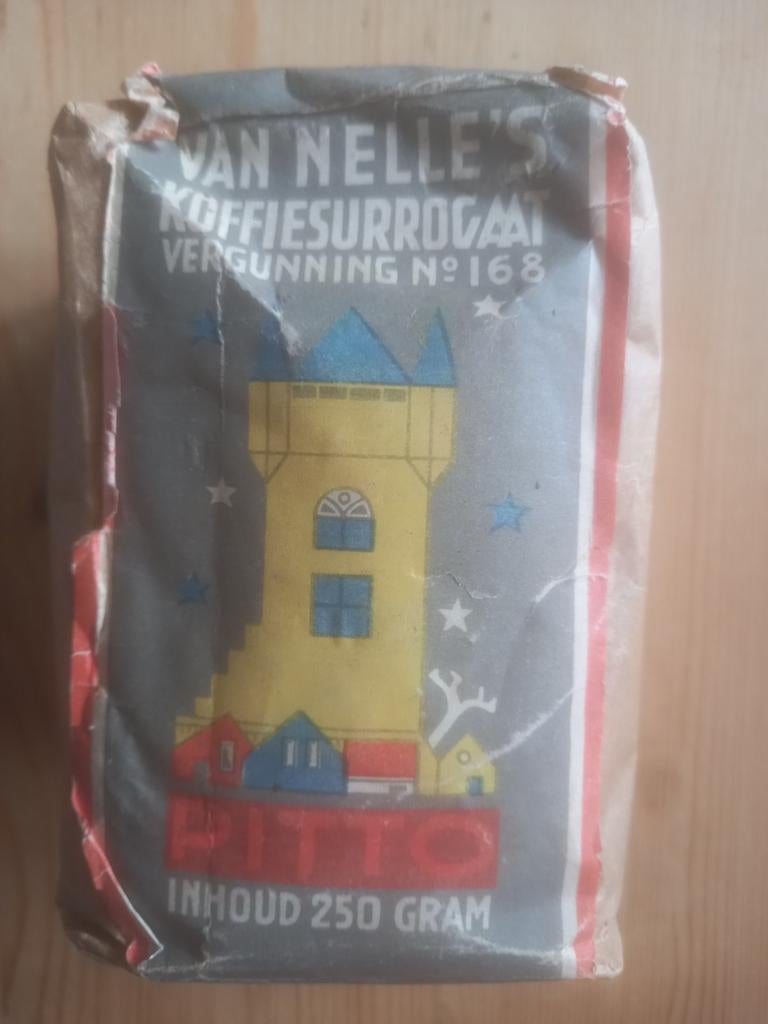 VAN NELLE'S
KOFFIESURROGAAT
VERGUNNING Nº 168
PITTO
INHOUD 250 GRAM